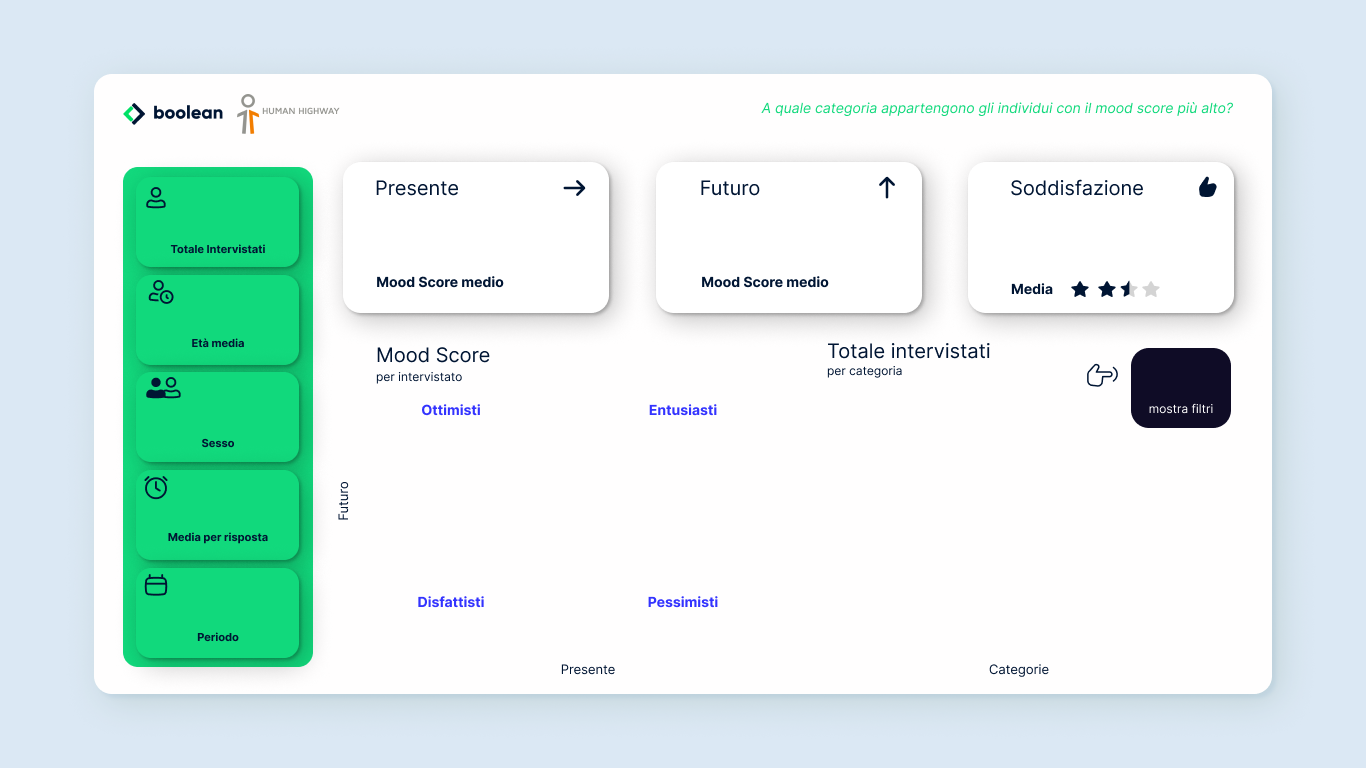 boolean
HUMAN HIGHWAY
A quale categoria appartengono gli individui con il mood score più alto?
Totale Intervistati
Età media
Sesso
Media per risposta
Periodo
Presente
Mood Score medio
Futuro
Mood Score medio
Soddisfazione
Media
Mood Score
per intervistato
Ottimisti
Entusiasti
Futuro
Disfattisti
Pessimisti
Presente
Totale intervistati
per categoria
mostra filtri
Categorie